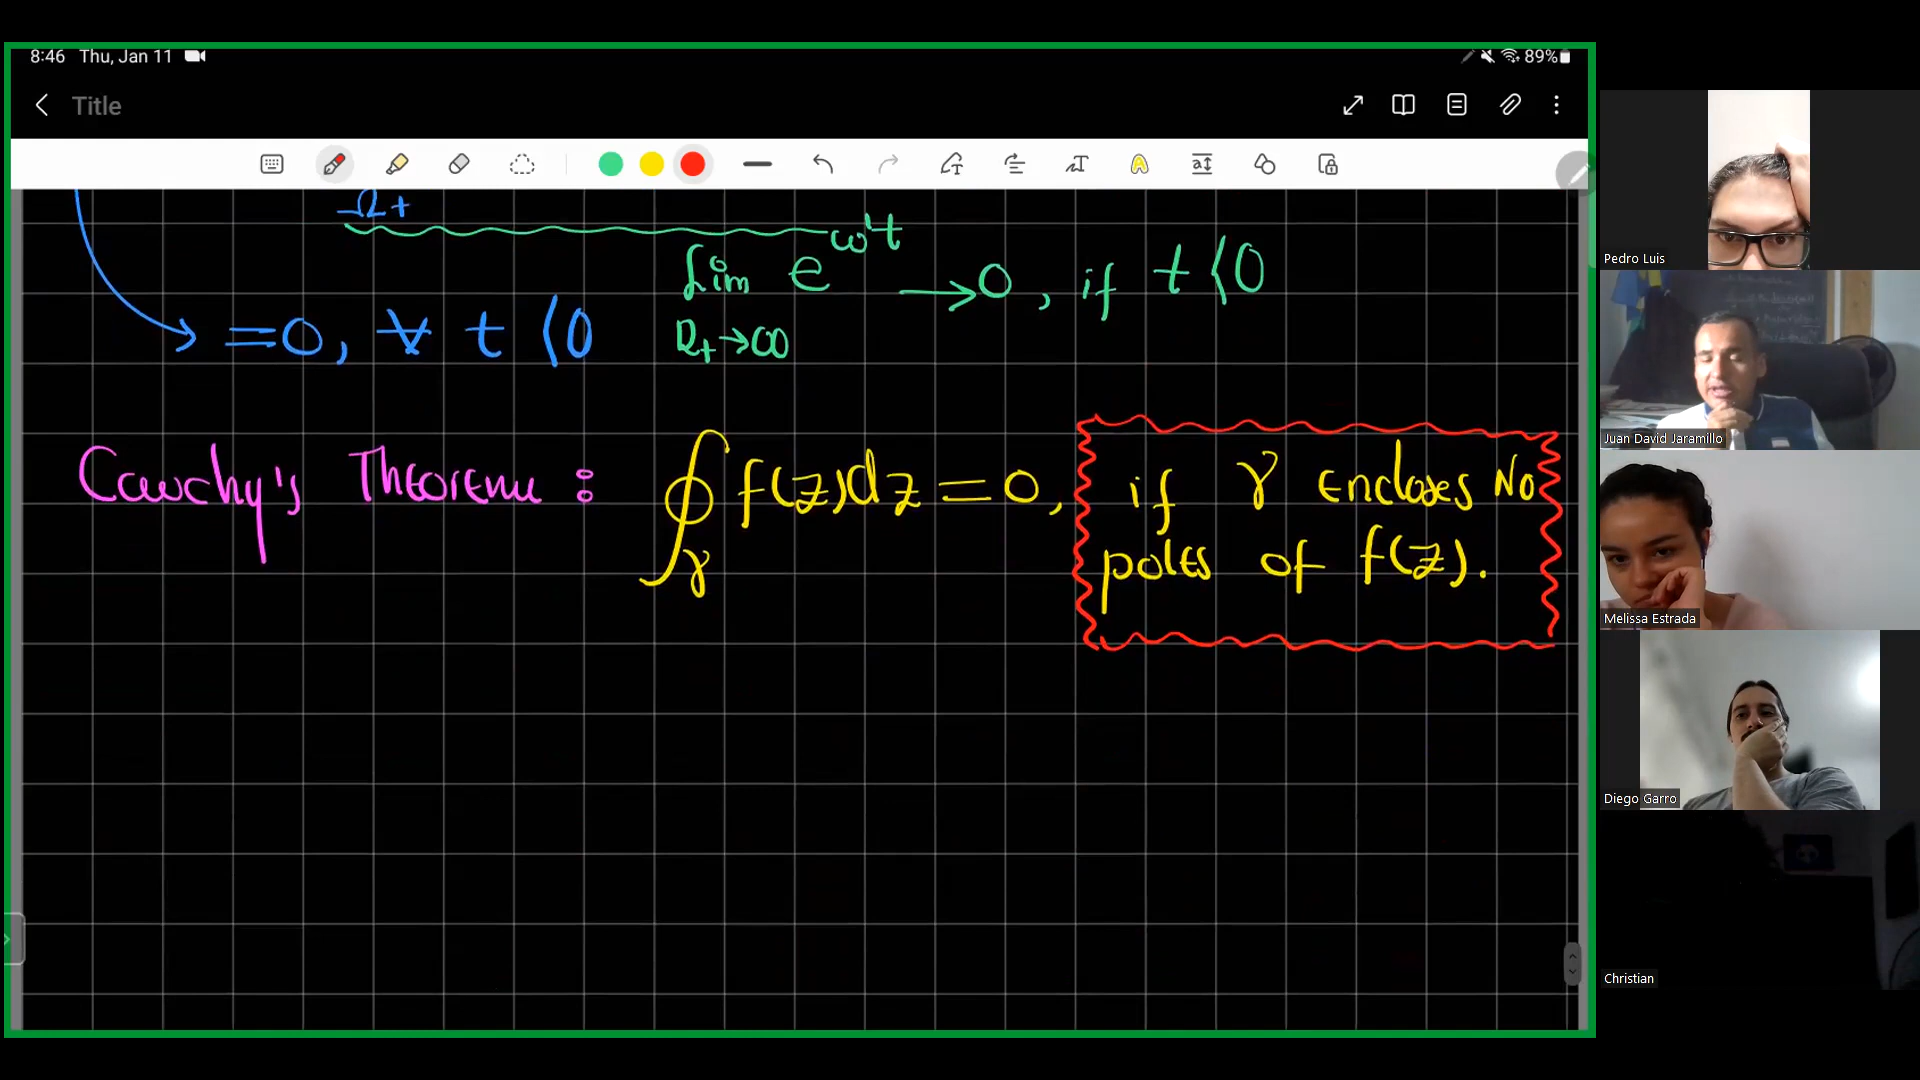 8:46 Thu, Jan 11 89%
Title
Ω+
Lim e^{ω't} → 0, if t < 0
R+ → ∞
= 0, ∀ t < 0
Cauchy's Theorem : ∮_γ f(z)dz = 0, if γ encloses No
poles of f(z).
Pedro Luis
Juan David Jaramillo
Melissa Estrada
Diego Garro
Christian